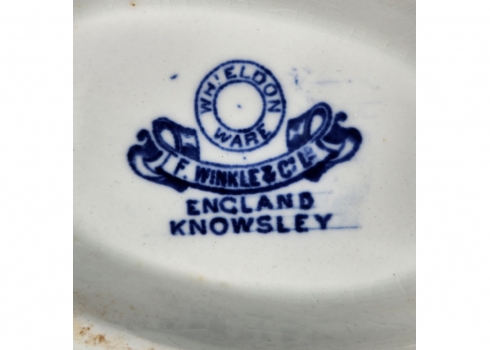 WHIELDON
WARE
F. WINKLE & Co Ld
ENGLAND
KNOWSLEY